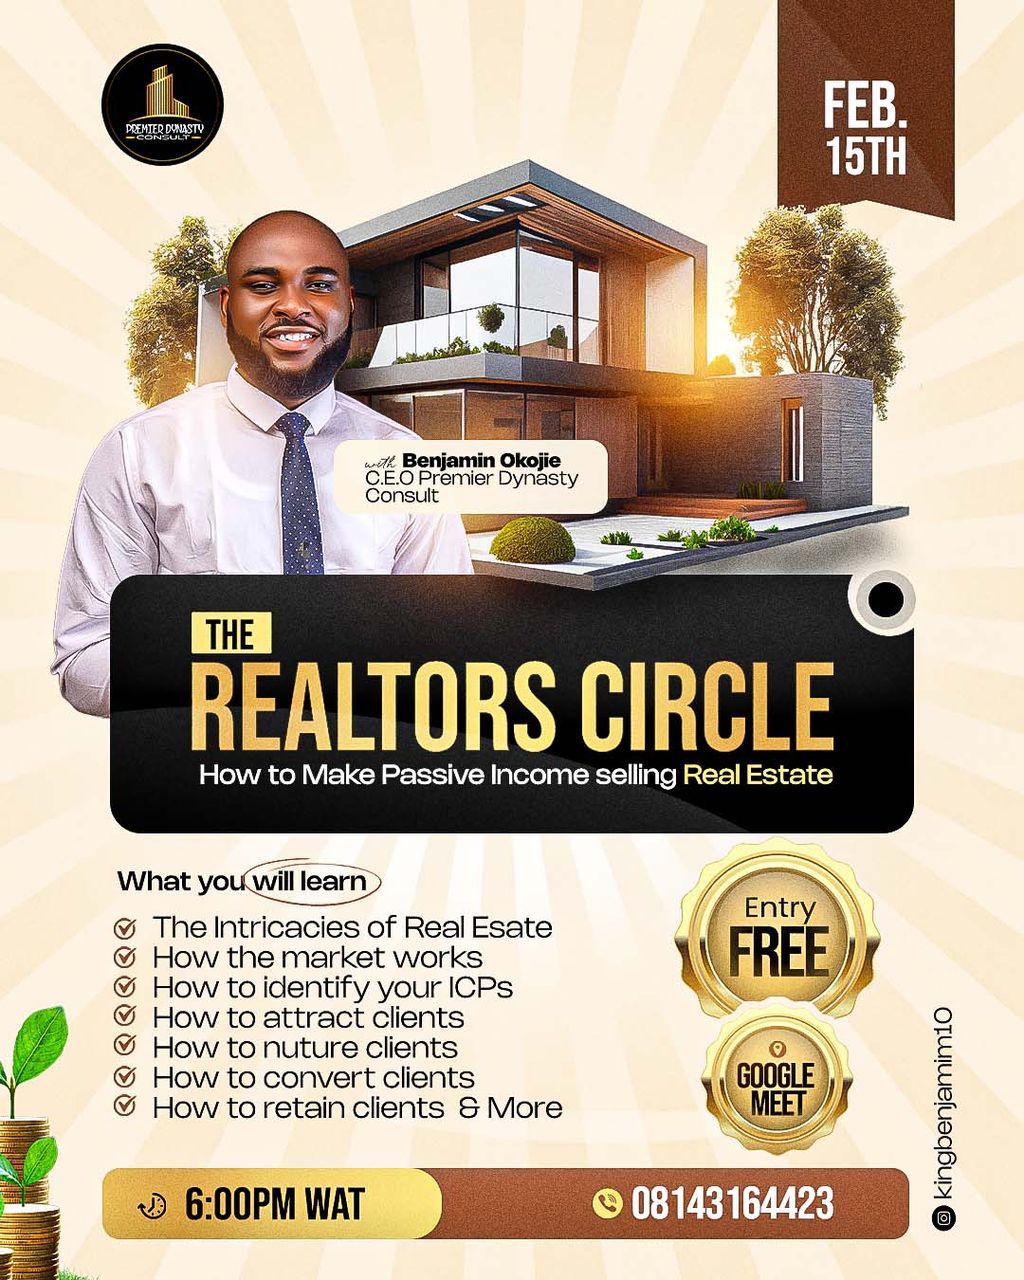 PREMIER DYNASTY
CONSULT
FEB.
15TH
with Benjamin Okojie
C.E.O Premier Dynasty
Consult
THE
REALTORS CIRCLE
How to Make Passive Income selling Real Estate
What you will learn
The Intricacies of Real Esate
How the market works
How to identify your ICPs
How to attract clients
How to nuture clients
How to convert clients
How to retain clients & More
Entry
FREE
GOOGLE
MEET
kingbenjamim10
6:00PM WAT
08143164423